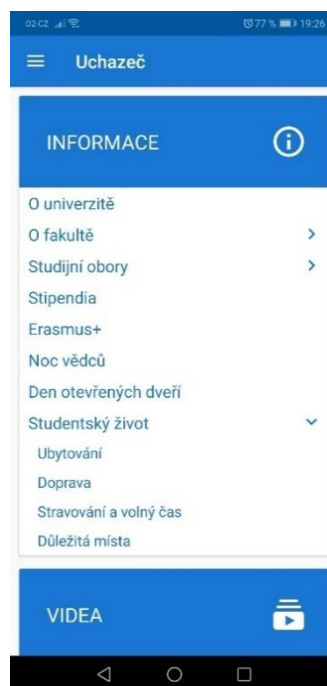 02-CZ 77 % 19:26
Uchazeč
INFORMACE
O univerzitě
O fakultě
Studijní obory
Stipendia
Erasmus+
Noc vědců
Den otevřených dveří
Studentský život
Ubytování
Doprava
Stravování a volný čas
Důležitá místa
VIDEA